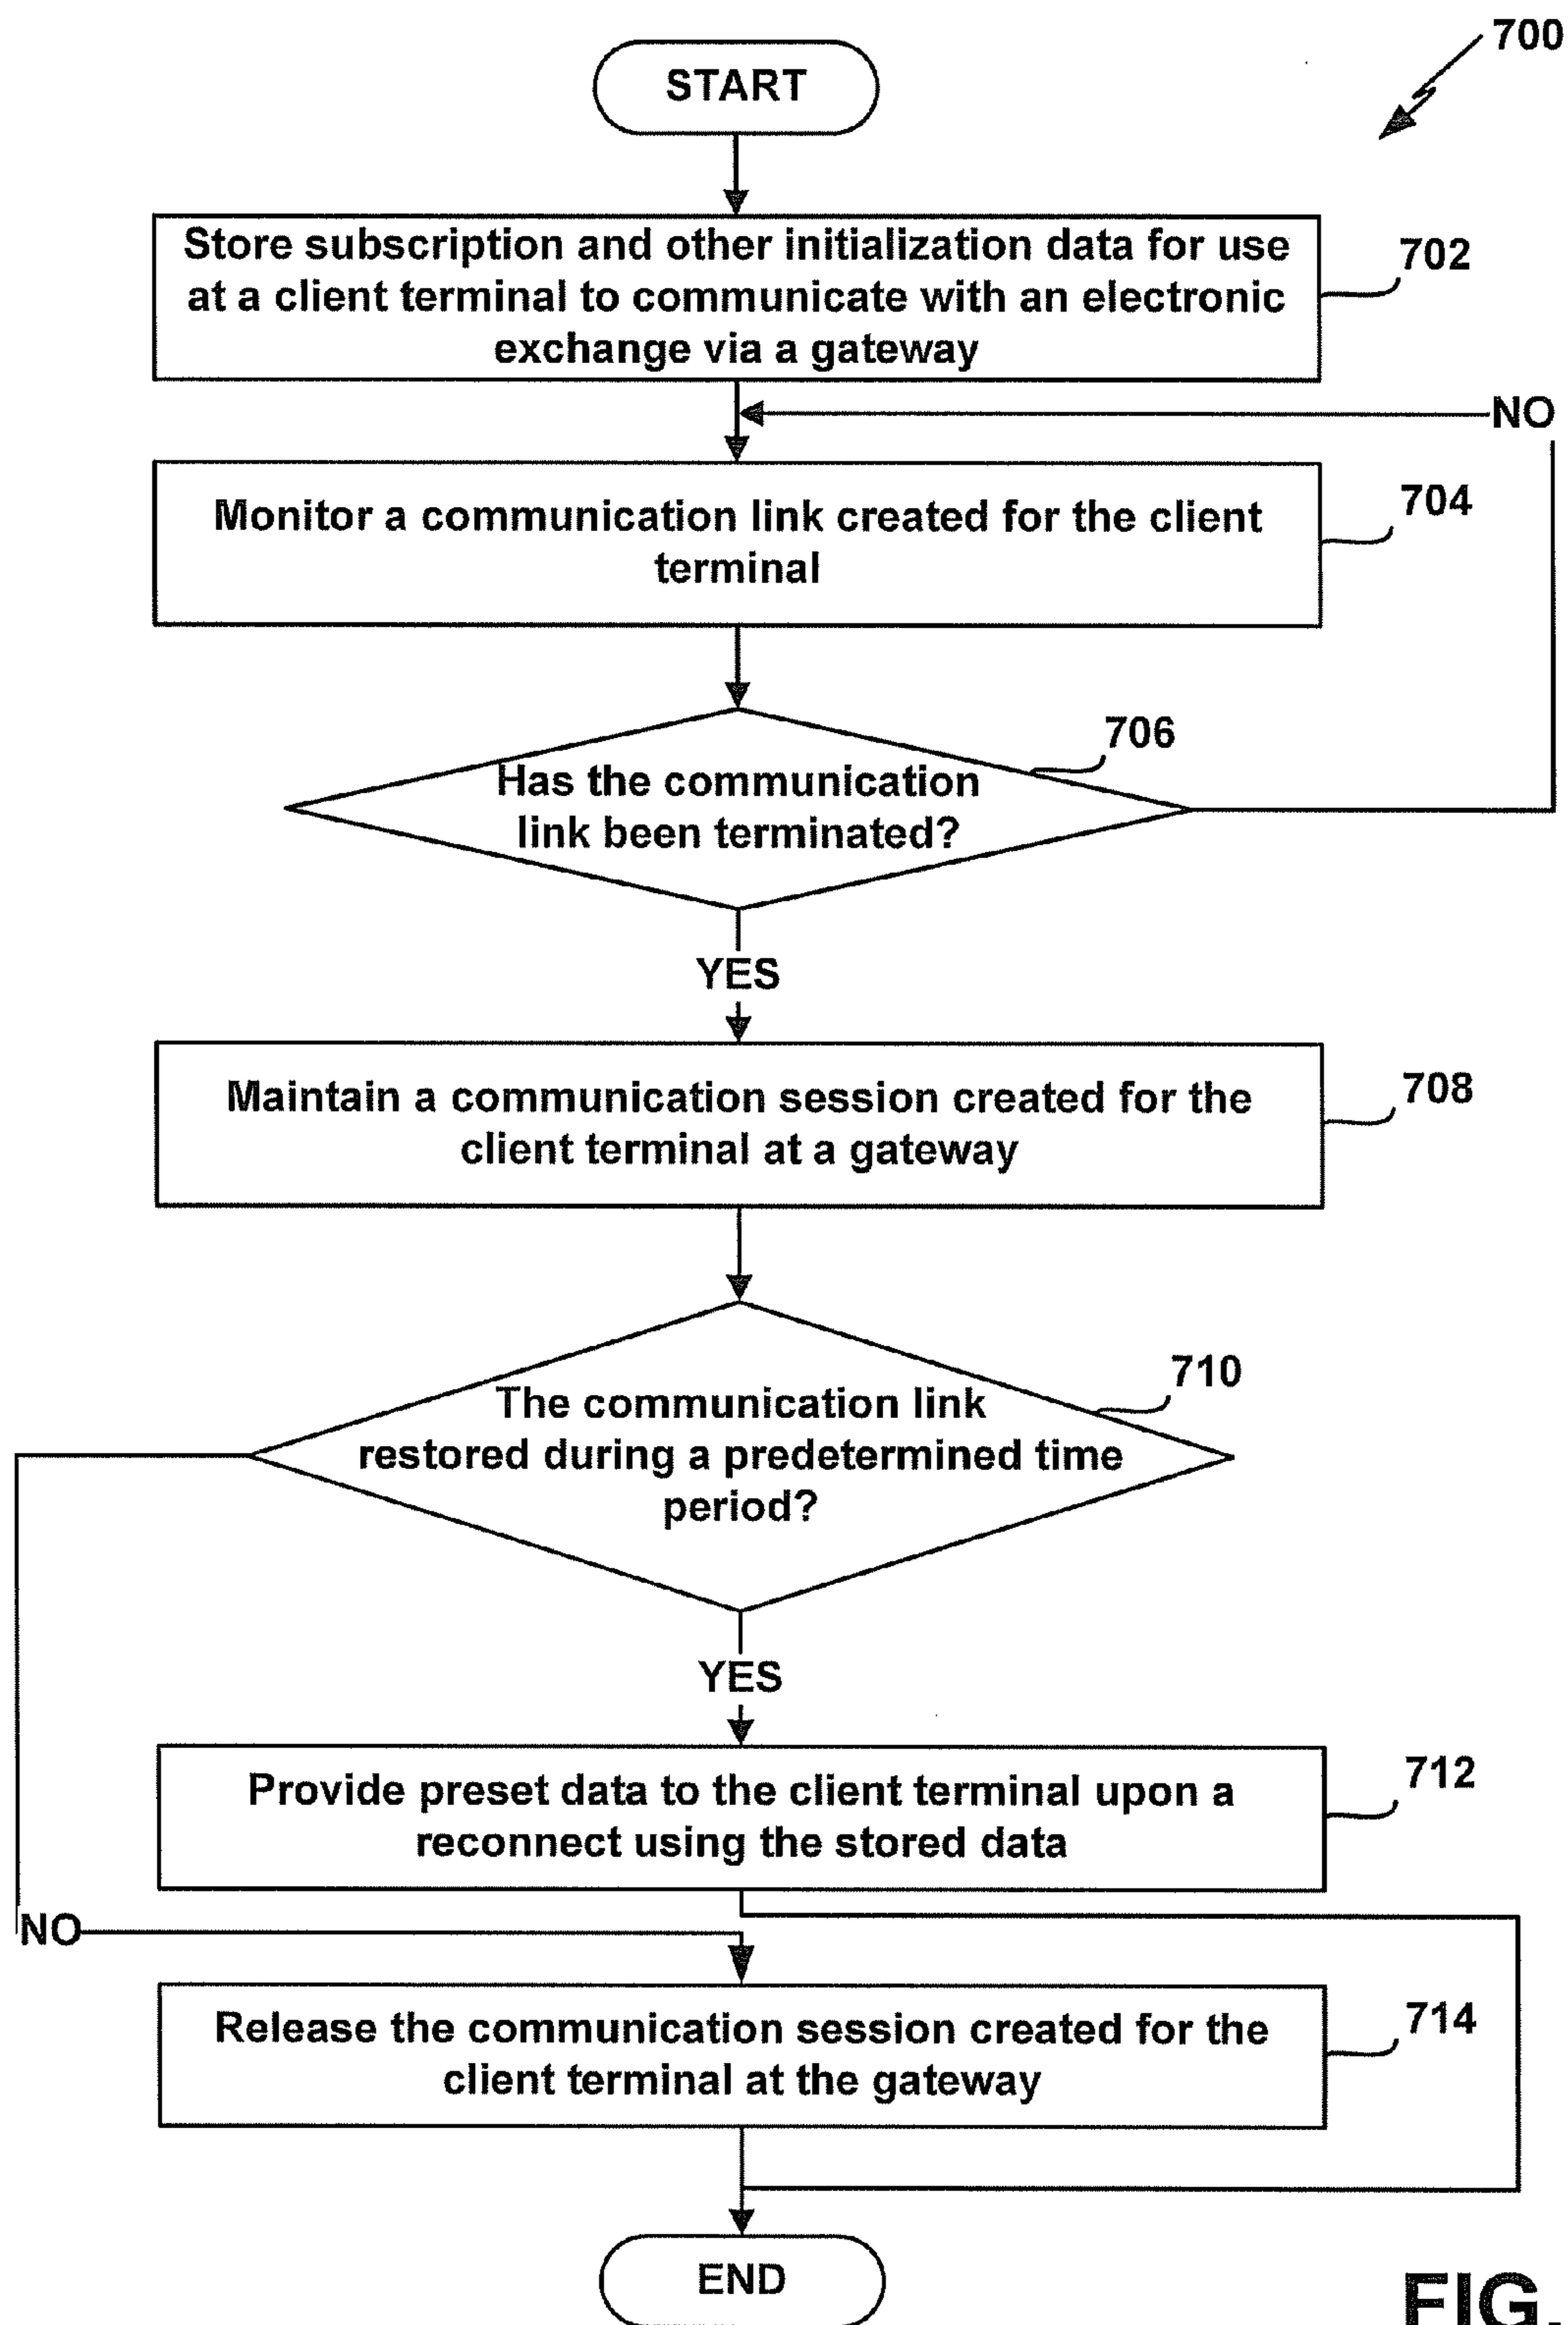 700
START
Store subscription and other initialization data for use
at a client terminal to communicate with an electronic
exchange via a gateway
702
NO
Monitor a communication link created for the client
terminal
704
706
Has the communication
link been terminated?
YES
Maintain a communication session created for the
client terminal at a gateway
708
710
The communication link
restored during a predetermined time
period?
YES
Provide preset data to the client terminal upon a
reconnect using the stored data
712
NO
Release the communication session created for the
client terminal at the gateway
714
END
FIG.